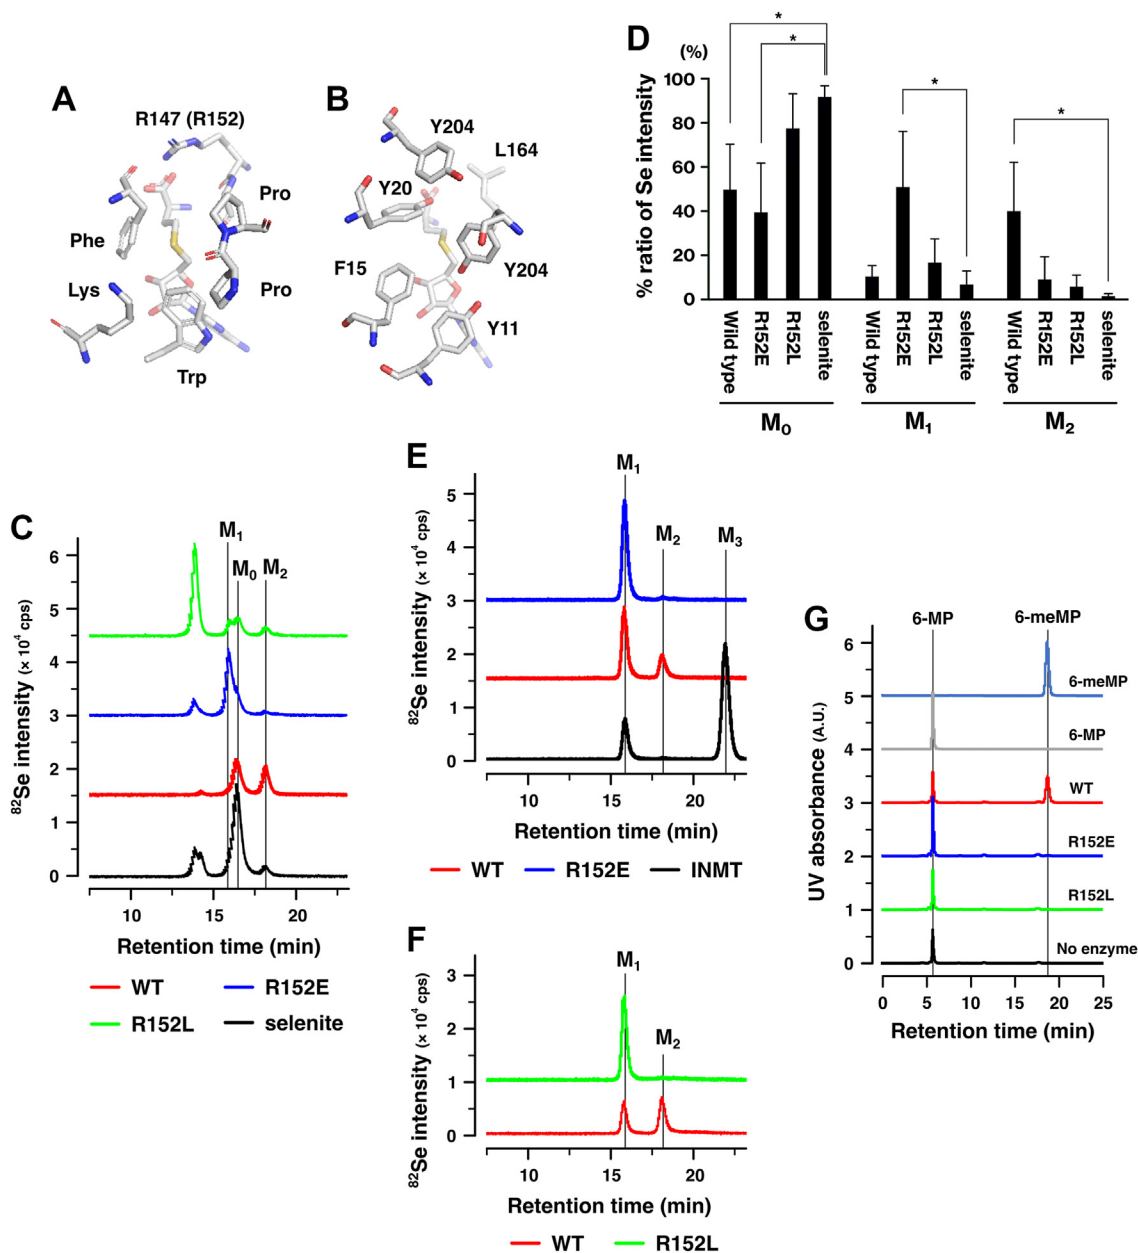 A
R147 (R152)
Phe
Pro
Lys
Pro
Trp
B
Y204
L164
Y20
F15
Y204
Y11
D
(%)
*
*
*
*
% ratio of Se intensity
100
80
60
40
20
0
Wild type
R152E
R152L
selenite
Wild type
R152E
R152L
selenite
Wild type
R152E
R152L
selenite
M0
M1
M2
C
M1
M0
M2
82Se intensity (× 10^4 cps)
6
5
4
3
2
1
0
10
15
20
Retention time (min)
WT
R152E
R152L
selenite
E
M1
M2
M3
82Se intensity (× 10^4 cps)
5
4
3
2
1
0
10
15
20
Retention time (min)
WT
R152E
INMT
F
M1
M2
82Se intensity (× 10^4 cps)
3
2
1
0
10
15
20
Retention time (min)
WT
R152L
G
6-MP
6-meMP
UV absorbance (A.U.)
6
5
4
3
2
1
0
6-meMP
6-MP
WT
R152E
R152L
No enzyme
0
5
10
15
20
25
Retention time (min)